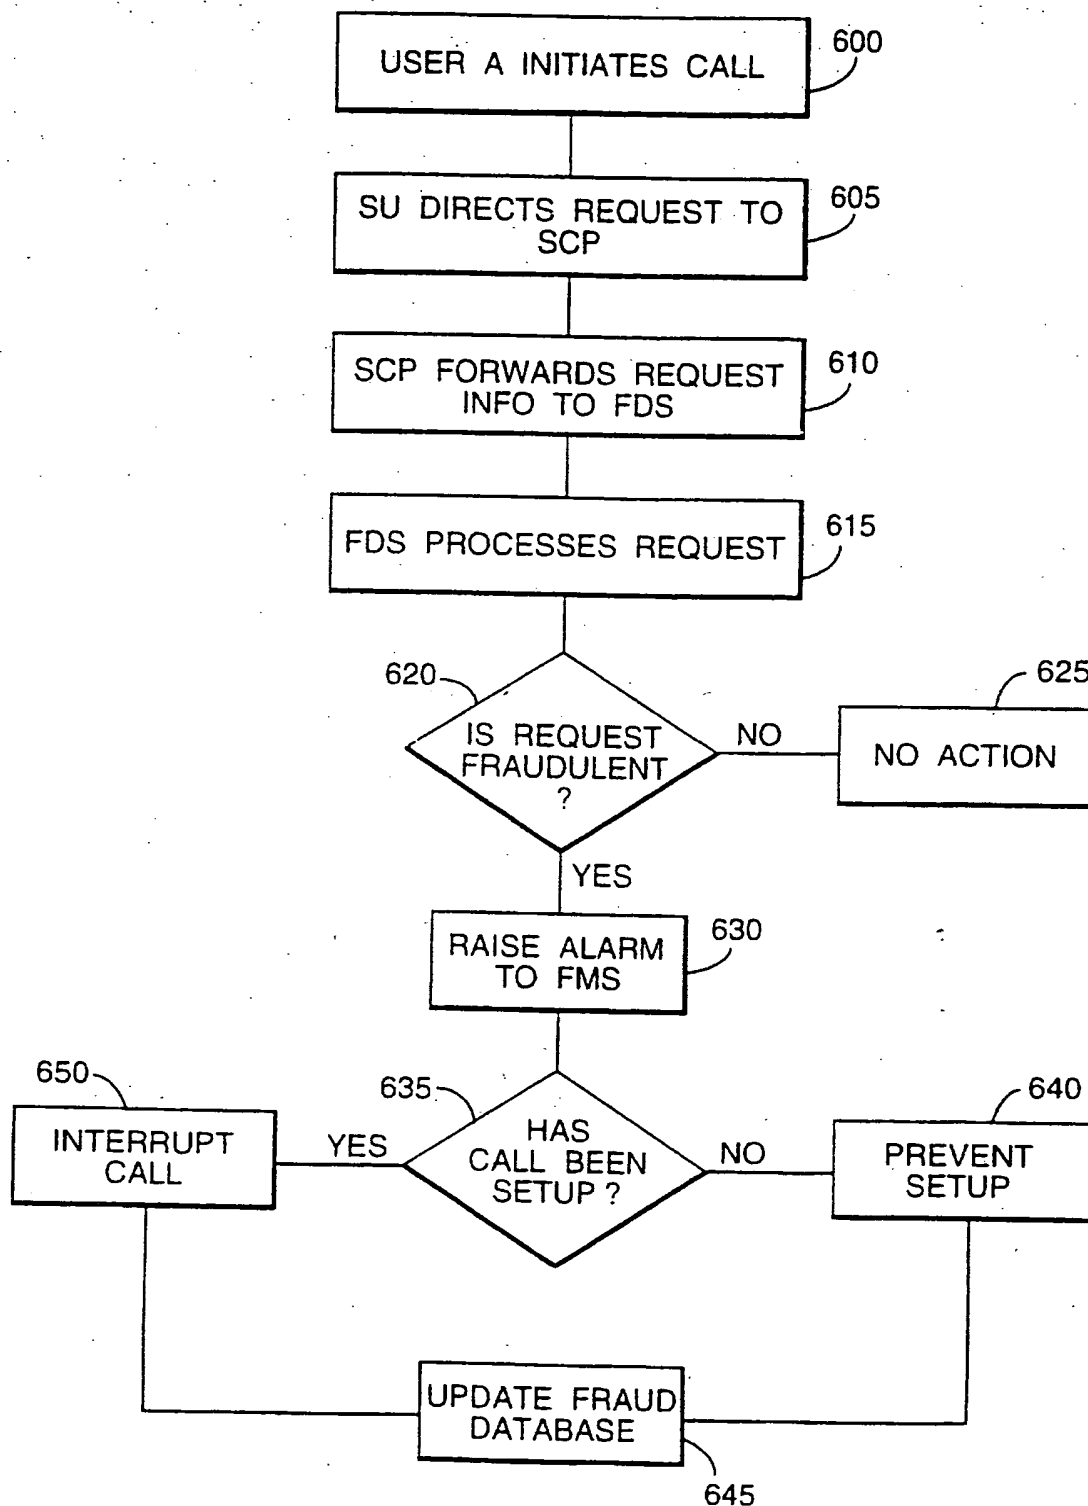 USER A INITIATES CALL
600
SU DIRECTS REQUEST TO
SCP
605
SCP FORWARDS REQUEST
INFO TO FDS
610
FDS PROCESSES REQUEST
615
620
IS REQUEST
FRAUDULENT
?
NO
625
NO ACTION
YES
RAISE ALARM
TO FMS
630
650
INTERRUPT
CALL
YES
635
HAS
CALL BEEN
SETUP ?
NO
640
PREVENT
SETUP
UPDATE FRAUD
DATABASE
645